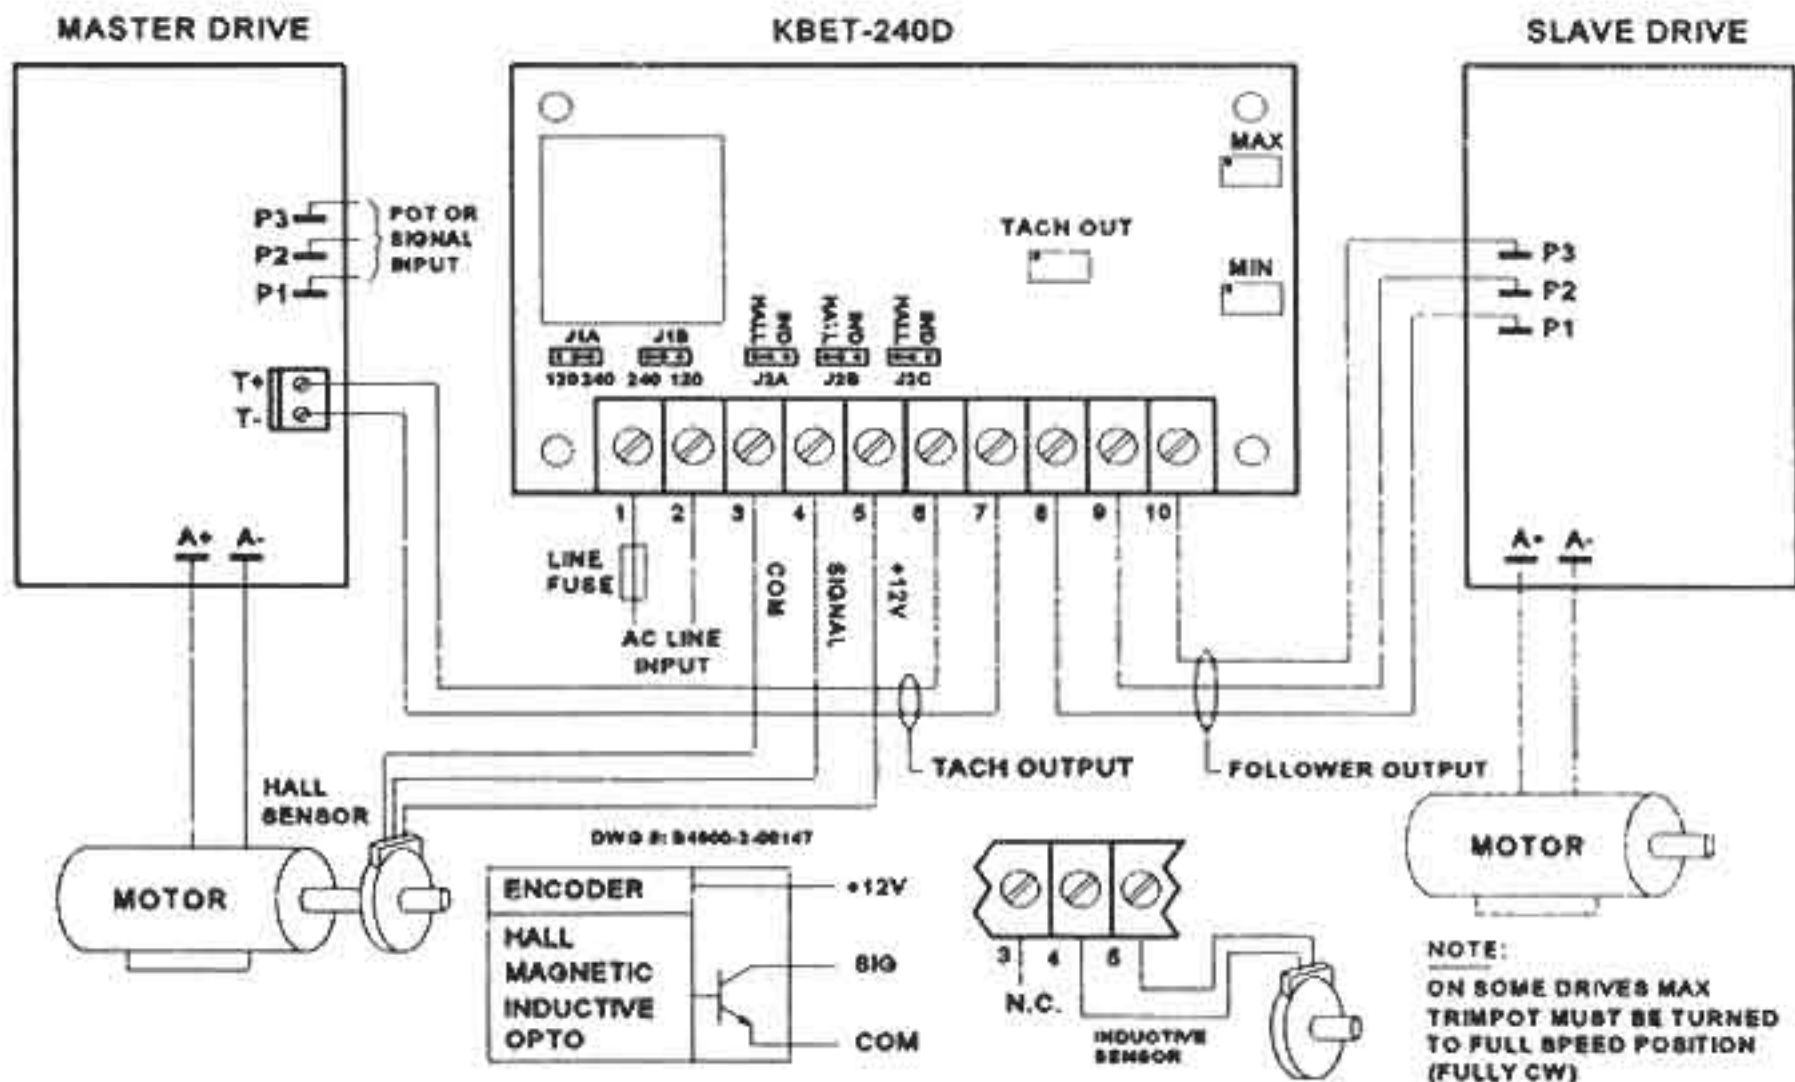 MASTER DRIVE
KBET-240D
SLAVE DRIVE
P3
P2
P1
POT OR
SIGNAL
INPUT
T+
T-
A+ A-
MAX
TACH OUT
MIN
HALL IND HALL IND HALL IND
J1A J1B
120 240 240 120
J2A J2B J2C
1 2 3 4 5 6 7 8 9 10
P3
P2
P1
A+ A-
LINE
FUSE
AC LINE
INPUT
COM
SIGNAL
+12V
TACH OUTPUT
FOLLOWER OUTPUT
HALL
SENSOR
MOTOR
MOTOR
ENCODER
HALL
MAGNETIC
INDUCTIVE
OPTO
+12V
SIG
COM
3 4 5
N.C.
INDUCTIVE
SENSOR
NOTE:
ON SOME DRIVES MAX
TRIMPOT MUST BE TURNED
TO FULL SPEED POSITION
(FULLY CW)